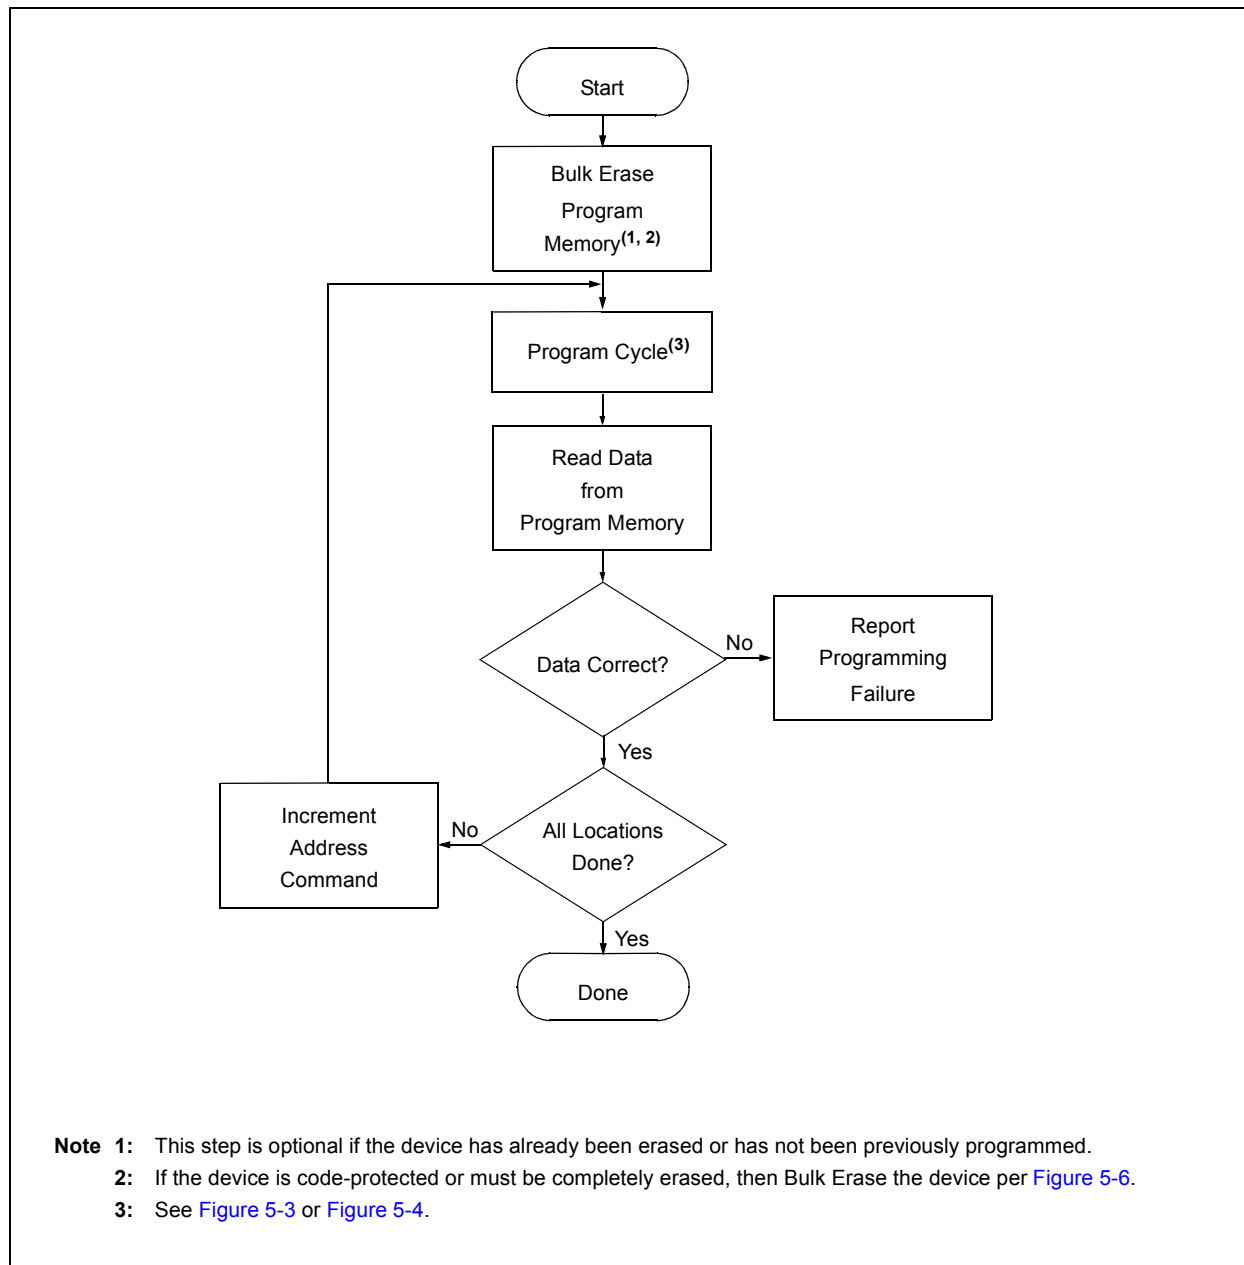 Start
Bulk Erase
Program
Memory(1, 2)
Program Cycle(3)
Read Data
from
Program Memory
Data Correct?
No
Report
Programming
Failure
Yes
All Locations
Done?
No
Increment
Address
Command
Yes
Done
Note 1: This step is optional if the device has already been erased or has not been previously programmed.
2: If the device is code-protected or must be completely erased, then Bulk Erase the device per Figure 5-6.
3: See Figure 5-3 or Figure 5-4.